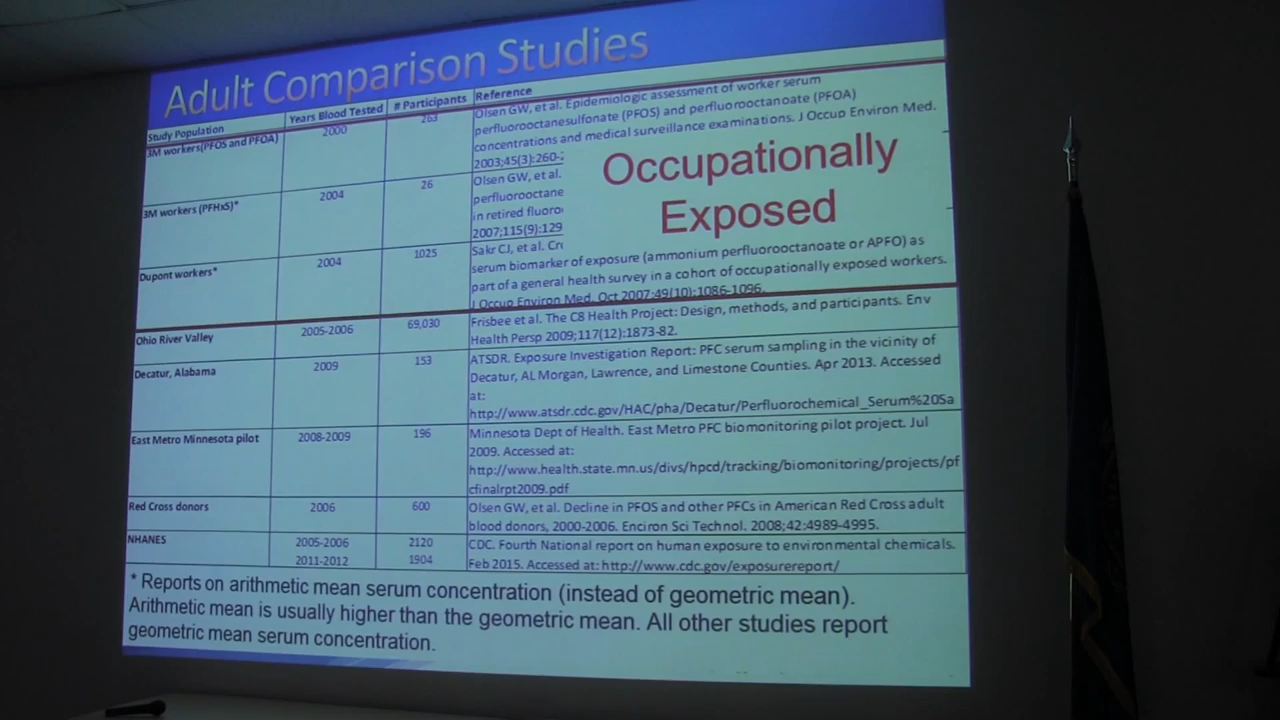 Adult Comparison Studies
Study Population
Years Blood Tested
# Participants
Reference
3M workers(PFOS and PFOA)
2000
263
Olsen GW, et al. Epidemiologic assessment of worker serum
perfluorooctanesulfonate (PFOS) and perfluorooctanoate (PFOA)
concentrations and medical surveillance examinations. J Occup Environ Med.
2003;45(3):260-
3M workers (PFHxS)*
2004
26
Olsen GW, et al.
perfluorooctane
in retired fluoro
2007;115(9):129
Occupationally
Exposed
Dupont workers*
2004
1025
Sakr CJ, et al. Cr
serum biomarker of exposure (ammonium perfluorooctanoate or APFO) as
part of a general health survey in a cohort of occupationally exposed workers.
J Occup Environ Med. Oct 2007;49(10):1086-1096.
Ohio River Valley
2005-2006
69,030
Frisbee et al. The C8 Health Project: Design, methods, and participants. Env
Health Persp 2009;117(12):1873-82.
Decatur, Alabama
2009
153
ATSDR. Exposure Investigation Report: PFC serum sampling in the vicinity of
Decatur, AL Morgan, Lawrence, and Limestone Counties. Apr 2013. Accessed
at:
http://www.atsdr.cdc.gov/HAC/pha/Decatur/Perfluorochemical_Serum%20Sa
East Metro Minnesota pilot
2008-2009
196
Minnesota Dept of Health. East Metro PFC biomonitoring pilot project. Jul
2009. Accessed at:
http://www.health.state.mn.us/divs/hpcd/tracking/biomonitoring/projects/pf
cfinalrpt2009.pdf
Red Cross donors
2006
600
Olsen GW, et al. Decline in PFOS and other PFCs in American Red Cross adult
blood donors, 2000-2006. Enciron Sci Technol. 2008;42:4989-4995.
NHANES
2005-2006
2120
CDC. Fourth National report on human exposure to environmental chemicals.
2011-2012
1904
Feb 2015. Accessed at: http://www.cdc.gov/exposurereport/
* Reports on arithmetic mean serum concentration (instead of geometric mean).
Arithmetic mean is usually higher than the geometric mean. All other studies report
geometric mean serum concentration.